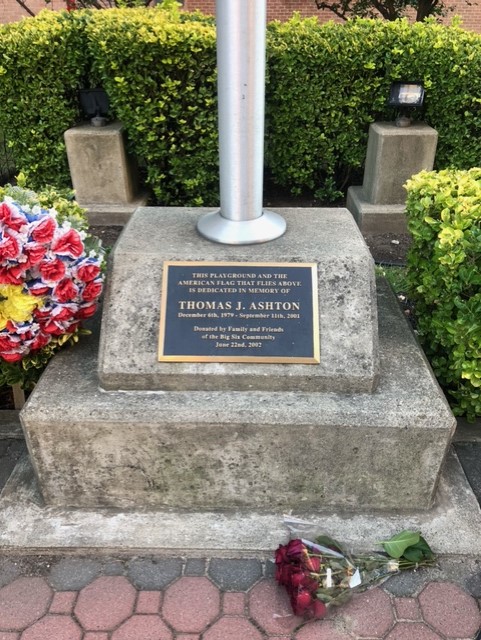 THIS PLAYGROUND AND THE
AMERICAN FLAG THAT FLIES ABOVE
IS DEDICATED IN MEMORY OF
THOMAS J. ASHTON
December 6th, 1979 - September 11th, 2001
Donated by Family and Friends
of the Big Six Community
June 22nd, 2002